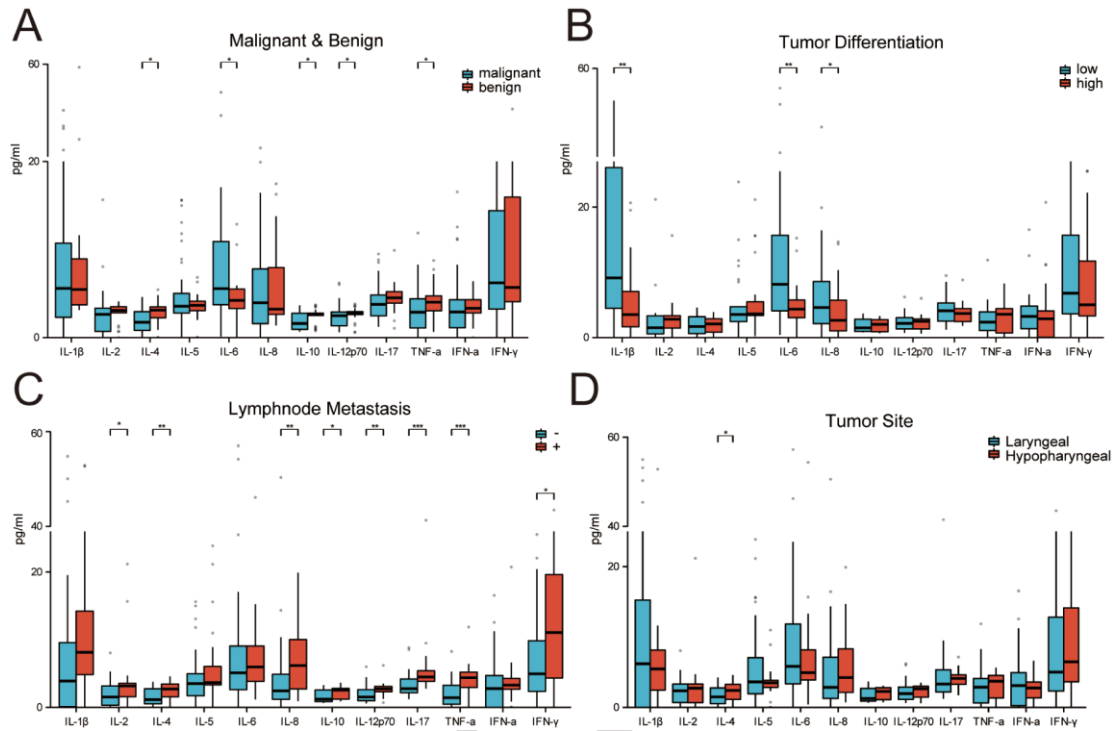 A
Malignant & Benign
60
20
0
pg/ml
* * * * *
malignant
benign
IL-1β IL-2 IL-4 IL-5 IL-6 IL-8 IL-10 IL-12p70 IL-17 TNF-a IFN-a IFN-γ
B
Tumor Differentiation
60
20
0
pg/ml
** ** *
low
high
IL-1β IL-2 IL-4 IL-5 IL-6 IL-8 IL-10 IL-12p70 IL-17 TNF-a IFN-a IFN-γ
C
Lymphnode Metastasis
60
40
20
0
pg/ml
* ** ** * ** *** ***
*
-
+
IL-1β IL-2 IL-4 IL-5 IL-6 IL-8 IL-10 IL-12p70 IL-17 TNF-a IFN-a IFN-γ
D
Tumor Site
60
40
20
0
pg/ml
*
Laryngeal
Hypopharyngeal
IL-1β IL-2 IL-4 IL-5 IL-6 IL-8 IL-10 IL-12p70 IL-17 TNF-a IFN-a IFN-γ